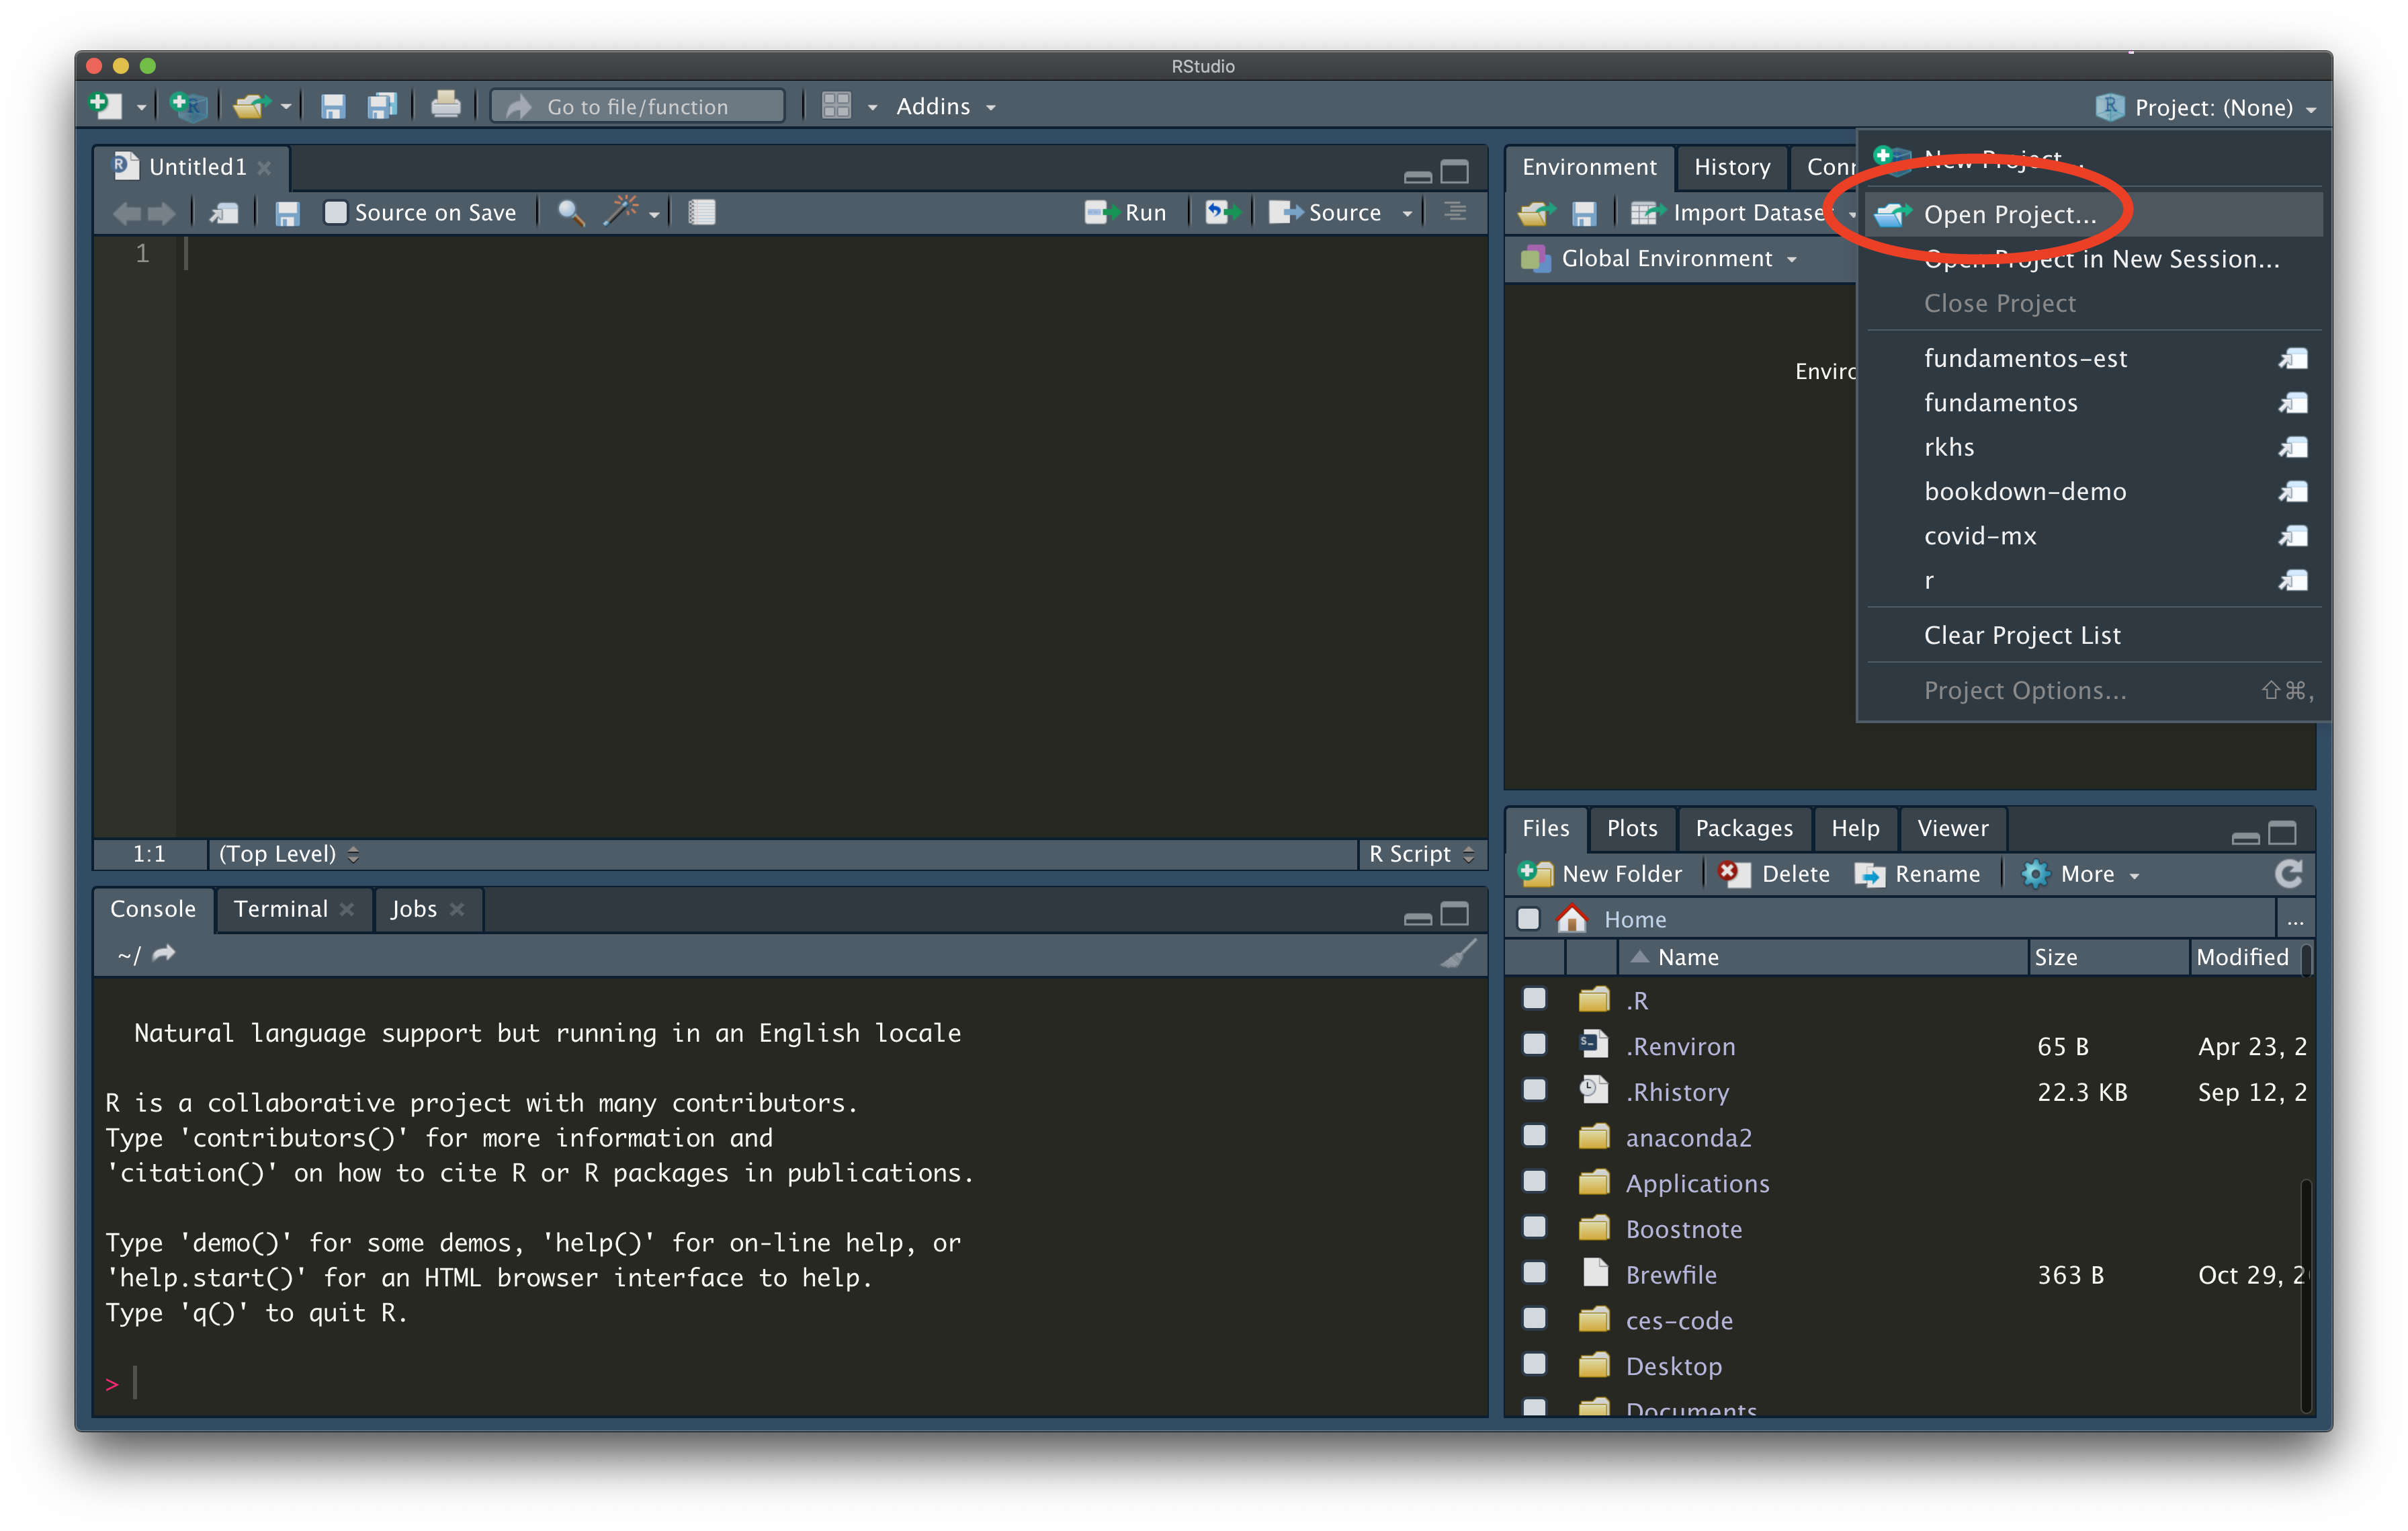 RStudio
Go to file/function
Addins
Project: (None)
Untitled1
Source on Save
Run
Source
1
1:1
(Top Level)
R Script
Console
Terminal
Jobs
~/
Natural language support but running in an English locale
R is a collaborative project with many contributors.
Type 'contributors()' for more information and
'citation()' on how to cite R or R packages in publications.
Type 'demo()' for some demos, 'help()' for on-line help, or
'help.start()' for an HTML browser interface to help.
Type 'q()' to quit R.
>
Environment
History
Conn
Import Dataset
Global Environment
Enviro
New Project...
Open Project...
Open Project in New Session...
Close Project
fundamentos-est
fundamentos
rkhs
bookdown-demo
covid-mx
r
Clear Project List
Project Options... ⇧⌘,
Files
Plots
Packages
Help
Viewer
New Folder
Delete
Rename
More
Home
...
Name Size Modified
.R
.Renviron 65 B Apr 23, 2
.Rhistory 22.3 KB Sep 12, 2
anaconda2
Applications
Boostnote
Brewfile 363 B Oct 29, 2
ces-code
Desktop
Documents